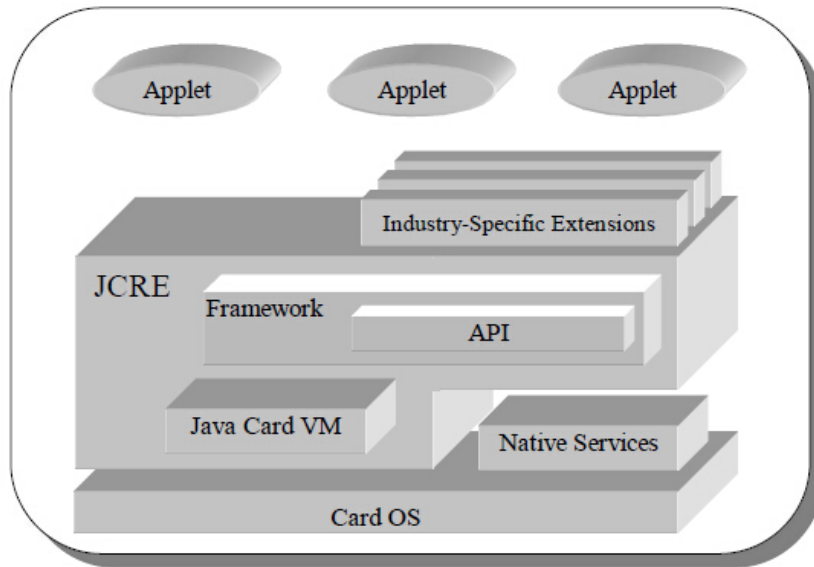 Applet
Applet
Applet
Industry-Specific Extensions
JCRE
Framework
API
Java Card VM
Native Services
Card OS